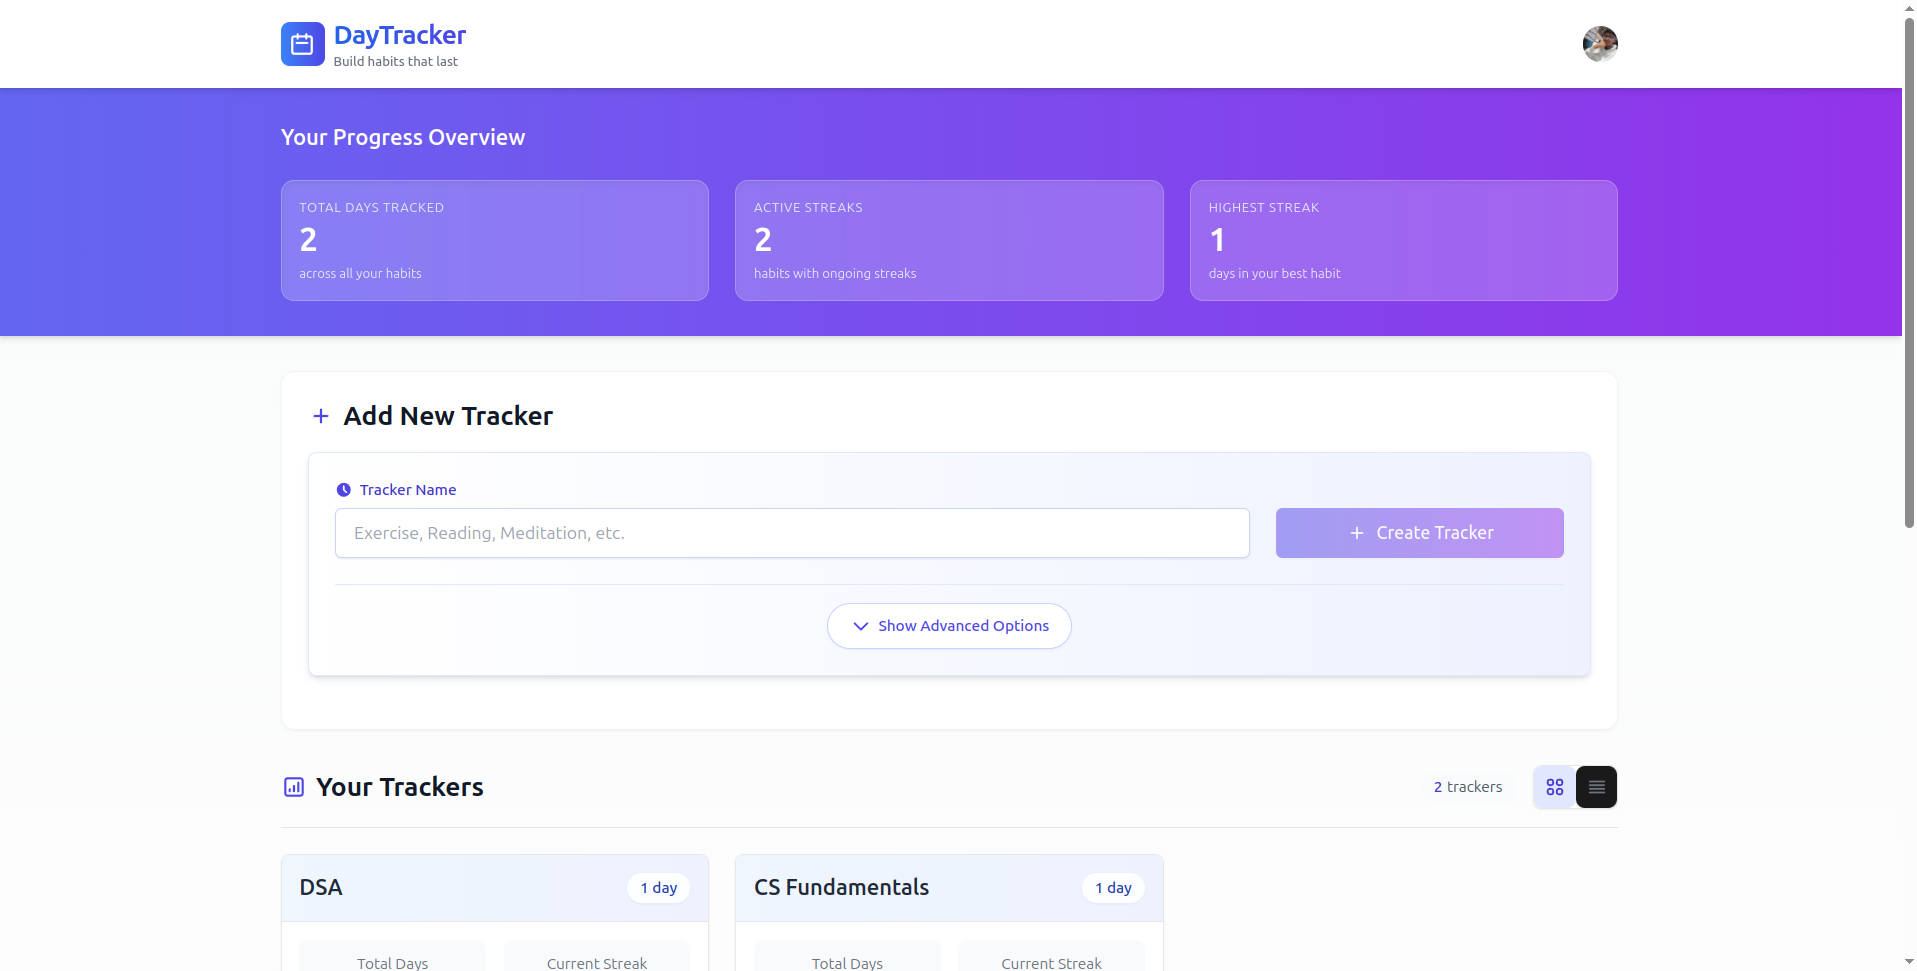 DayTracker
Build habits that last
Your Progress Overview
TOTAL DAYS TRACKED
2
across all your habits
ACTIVE STREAKS
2
habits with ongoing streaks
HIGHEST STREAK
1
days in your best habit
Add New Tracker
Tracker Name
Exercise, Reading, Meditation, etc.
Create Tracker
Show Advanced Options
Your Trackers
2 trackers
DSA
1 day
Total Days
Current Streak
CS Fundamentals
1 day
Total Days
Current Streak